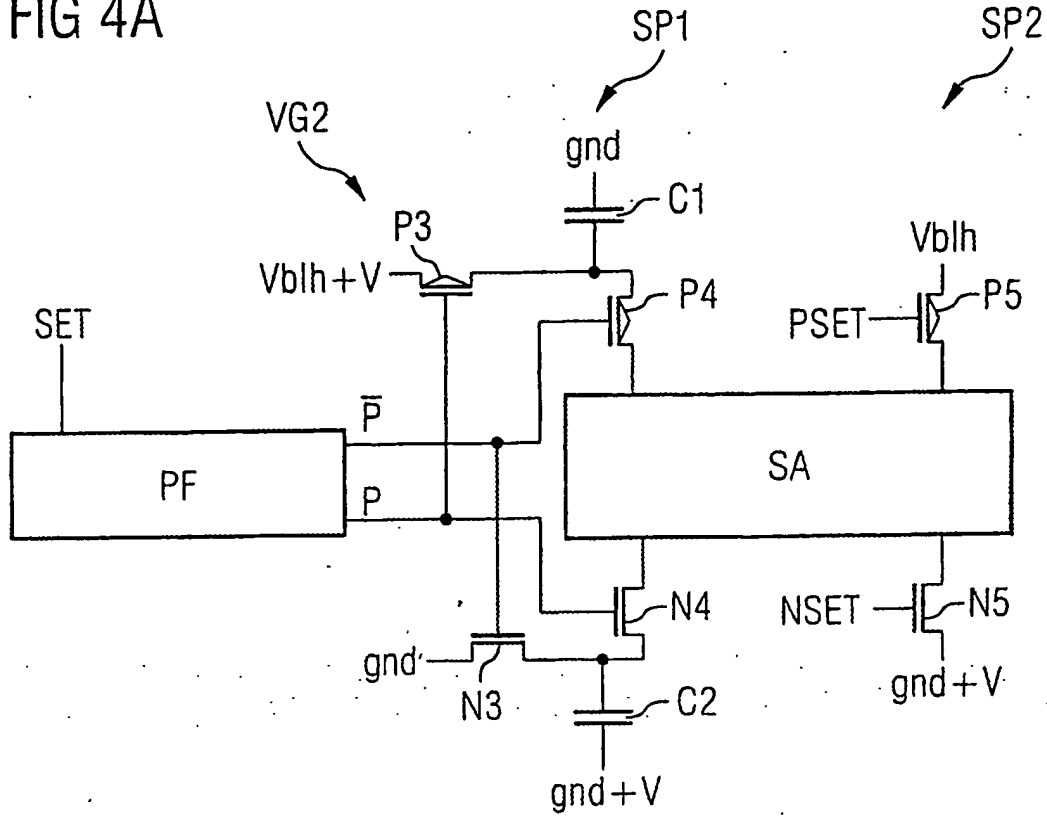 FIG 4A
SP1
SP2
VG2
gnd
C1
P3
Vblh+V
P4
Vblh
P5
PSET
SET
P̅
PF
P
SA
N4
NSET
N5
gnd
N3
C2
gnd+V
gnd+V